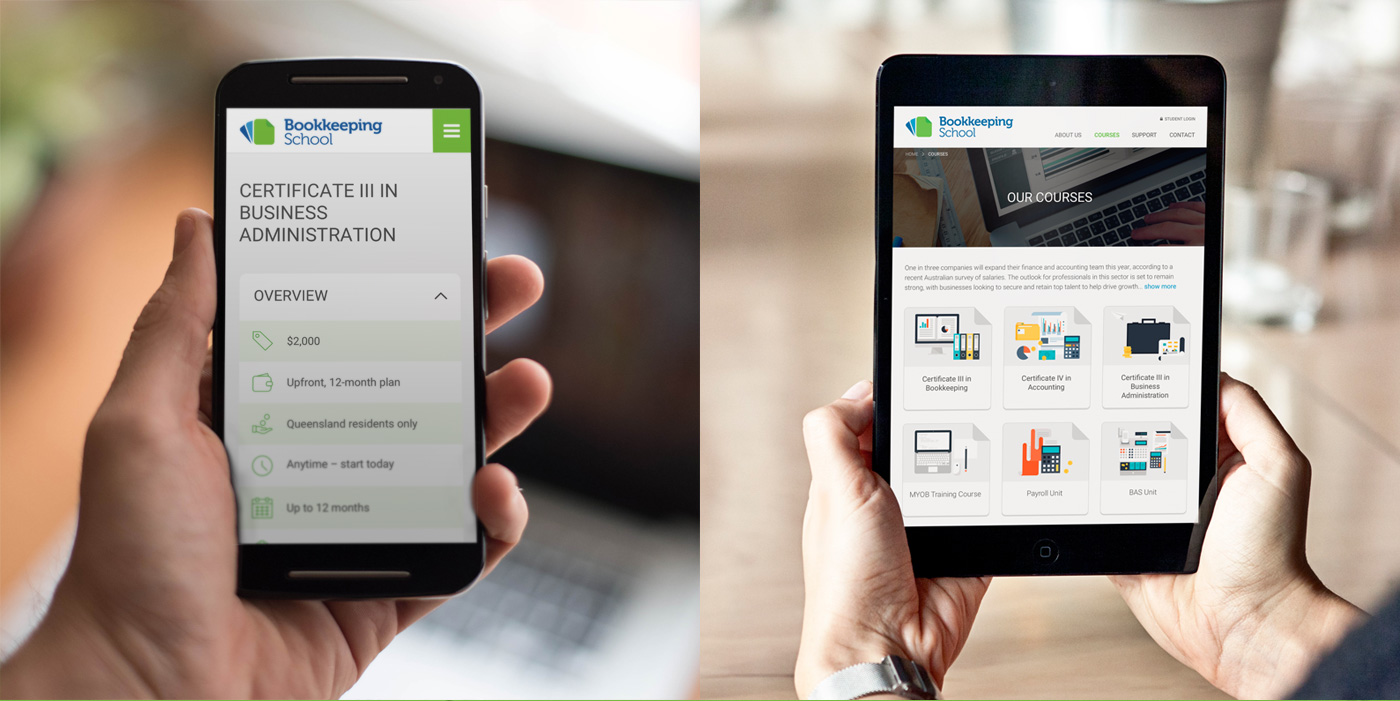 Bookkeeping
School
CERTIFICATE III IN
BUSINESS
ADMINISTRATION
OVERVIEW
$2,000
Upfront, 12-month plan
Queensland residents only
Anytime – start today
Up to 12 months
Bookkeeping
School
STUDENT LOGIN
ABOUT US COURSES SUPPORT CONTACT
HOME > COURSES
OUR COURSES
One in three companies will expand their finance and accounting team this year, according to a
recent Australian survey of salaries. The outlook for professionals in this sector is set to remain
strong, with businesses looking to secure and retain top talent to help drive growth... show more
Certificate III in
Bookkeeping
Certificate IV in
Accounting
Certificate III in
Business
Administration
MYOB Training Course
Payroll Unit
BAS Unit